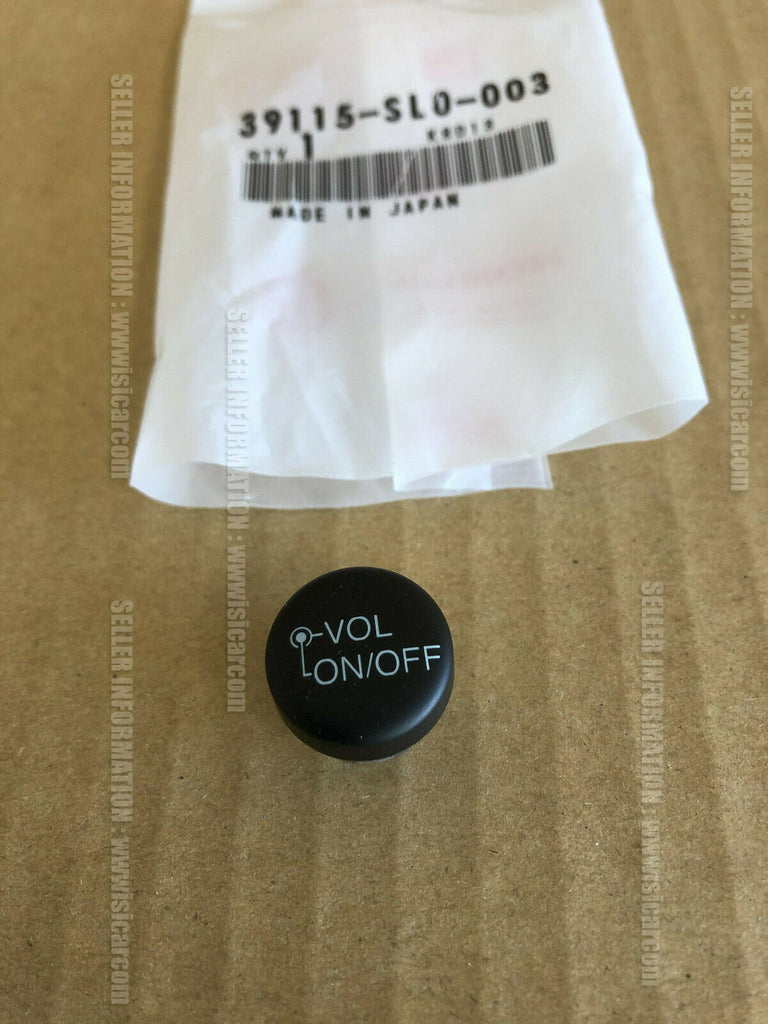 39115-SL0-003
QTY 1
MADE IN JAPAN
VOL
ON/OFF
SELLER INFORMATION : www.isicar.com
SELLER INFORMATION : www.isicar.com
SELLER INFORMATION : www.isicar.com
SELLER INFORMATION : www.isicar.com
SELLER INFORMATION : www.isicar.com